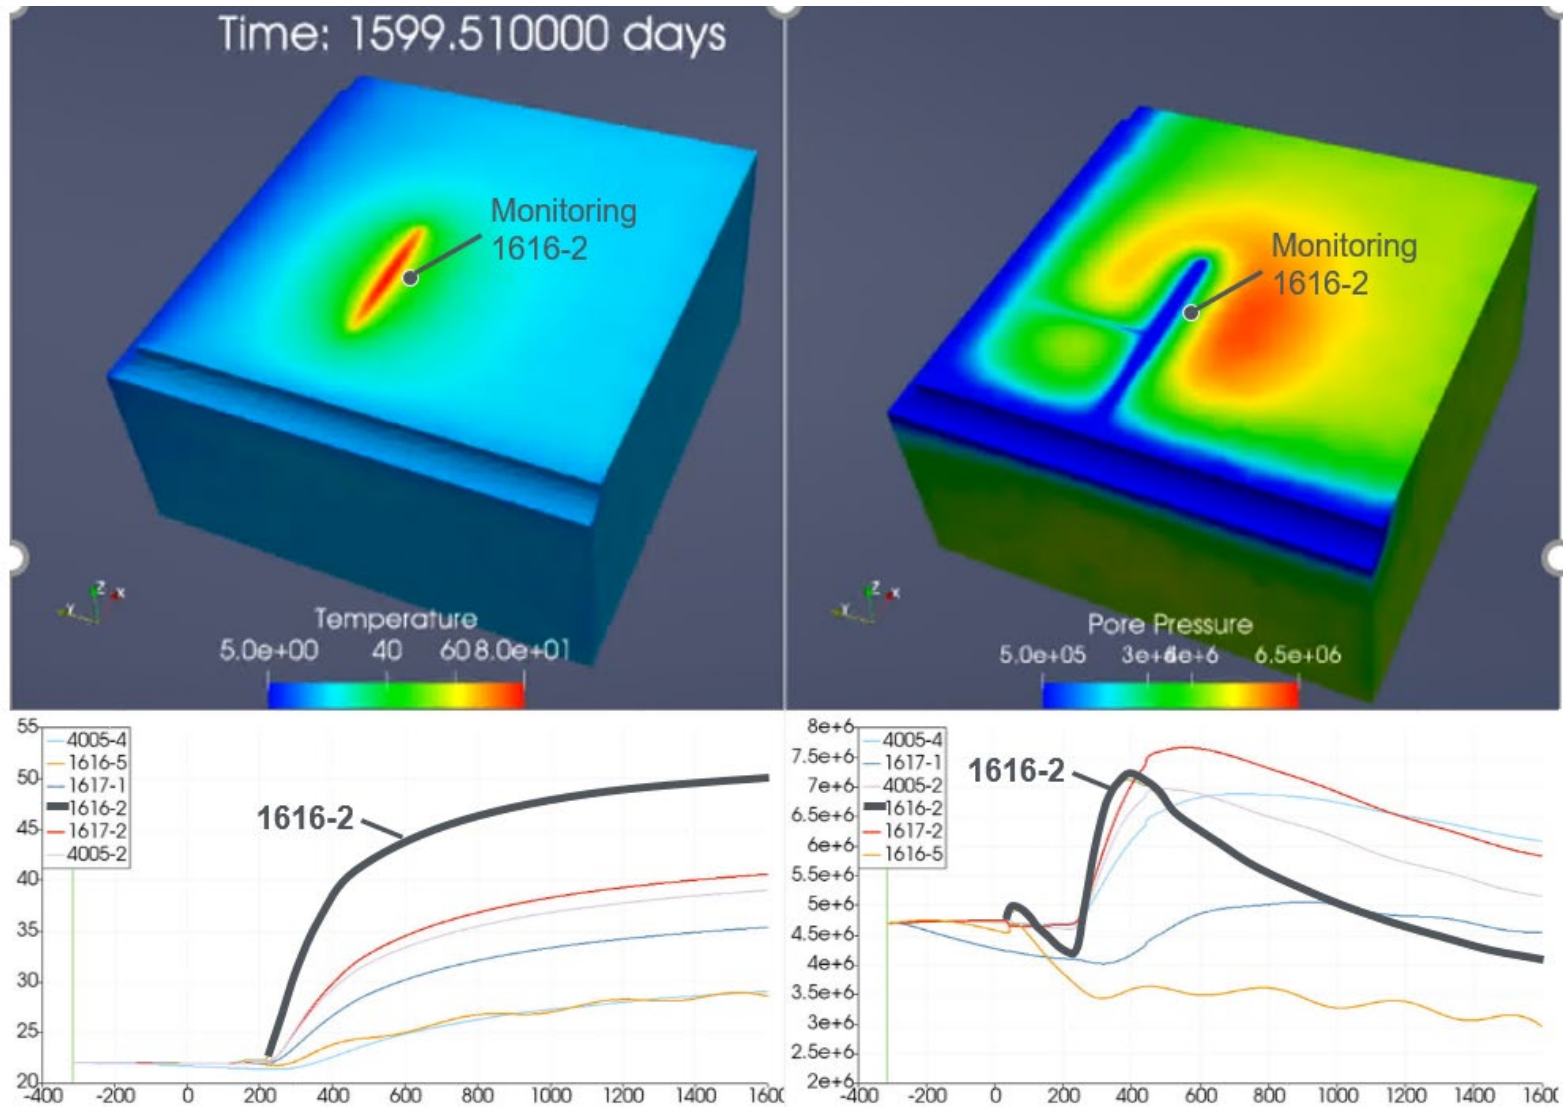 Time: 1599.510000 days
Monitoring
1616-2
Monitoring
1616-2
Z
Y
X
Z
Y
X
Temperature
5.0e+00 40 60 8.0e+01
Pore Pressure
5.0e+05 3e+6 6.5e+06
55
50
45
40
35
30
25
20
4005-4
1616-5
1617-1
1616-2
1617-2
4005-2
1616-2
-400 -200 0 200 400 600 800 1000 1200 1400 1600
8e+6
7.5e+6
7e+6
6.5e+6
6e+6
5.5e+6
5e+6
4.5e+6
4e+6
3.5e+6
3e+6
2.5e+6
2e+6
4005-4
1617-1
4005-2
1616-2
1617-2
1616-5
1616-2
-400 -200 0 200 400 600 800 1000 1200 1400